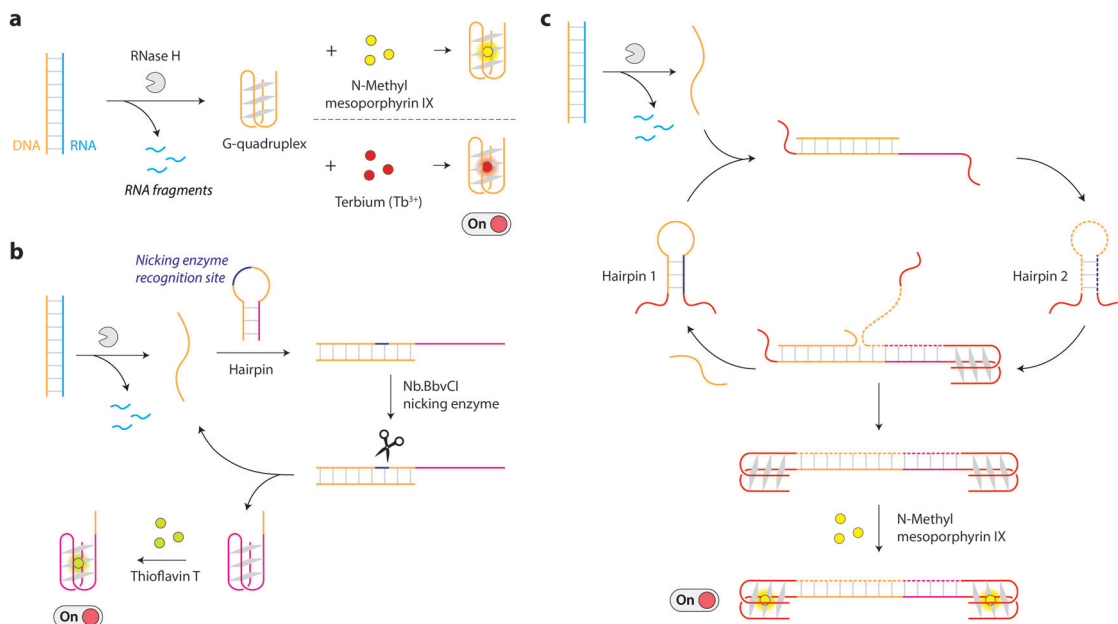 a
RNase H
DNA
RNA
RNA fragments
G-quadruplex
+
N-Methyl
mesoporphyrin IX
+
Terbium (Tb³⁺)
On
b
Nicking enzyme
recognition site
Hairpin
Nb.BbvCI
nicking enzyme
Thioflavin T
On
c
Hairpin 1
Hairpin 2
N-Methyl
mesoporphyrin IX
On